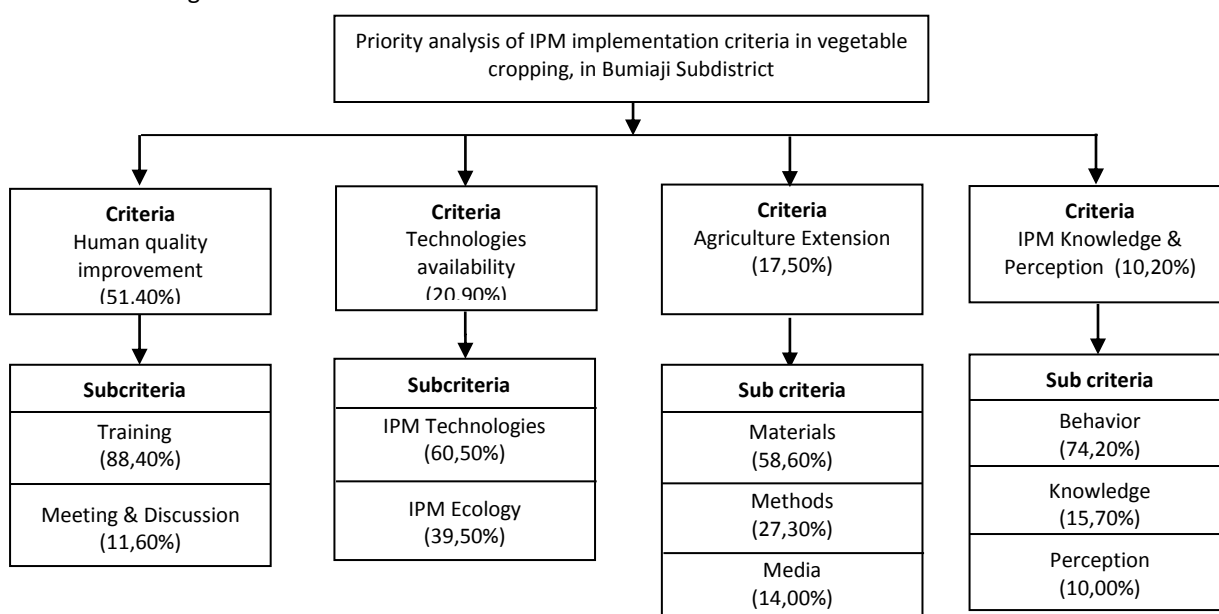 Priority analysis of IPM implementation criteria in vegetable
cropping, in Bumiaji Subdistrict
Criteria
Human quality
improvement
(51.40%)
Criteria
Technologies
availability
(20.90%)
Criteria
Agriculture Extension
(17,50%)
Criteria
IPM Knowledge &
Perception (10,20%)
Subcriteria
Training
(88,40%)
Meeting & Discussion
(11,60%)
Subcriteria
IPM Technologies
(60,50%)
IPM Ecology
(39,50%)
Sub criteria
Materials
(58,60%)
Methods
(27,30%)
Media
(14,00%)
Sub criteria
Behavior
(74,20%)
Knowledge
(15,70%)
Perception
(10,00%)